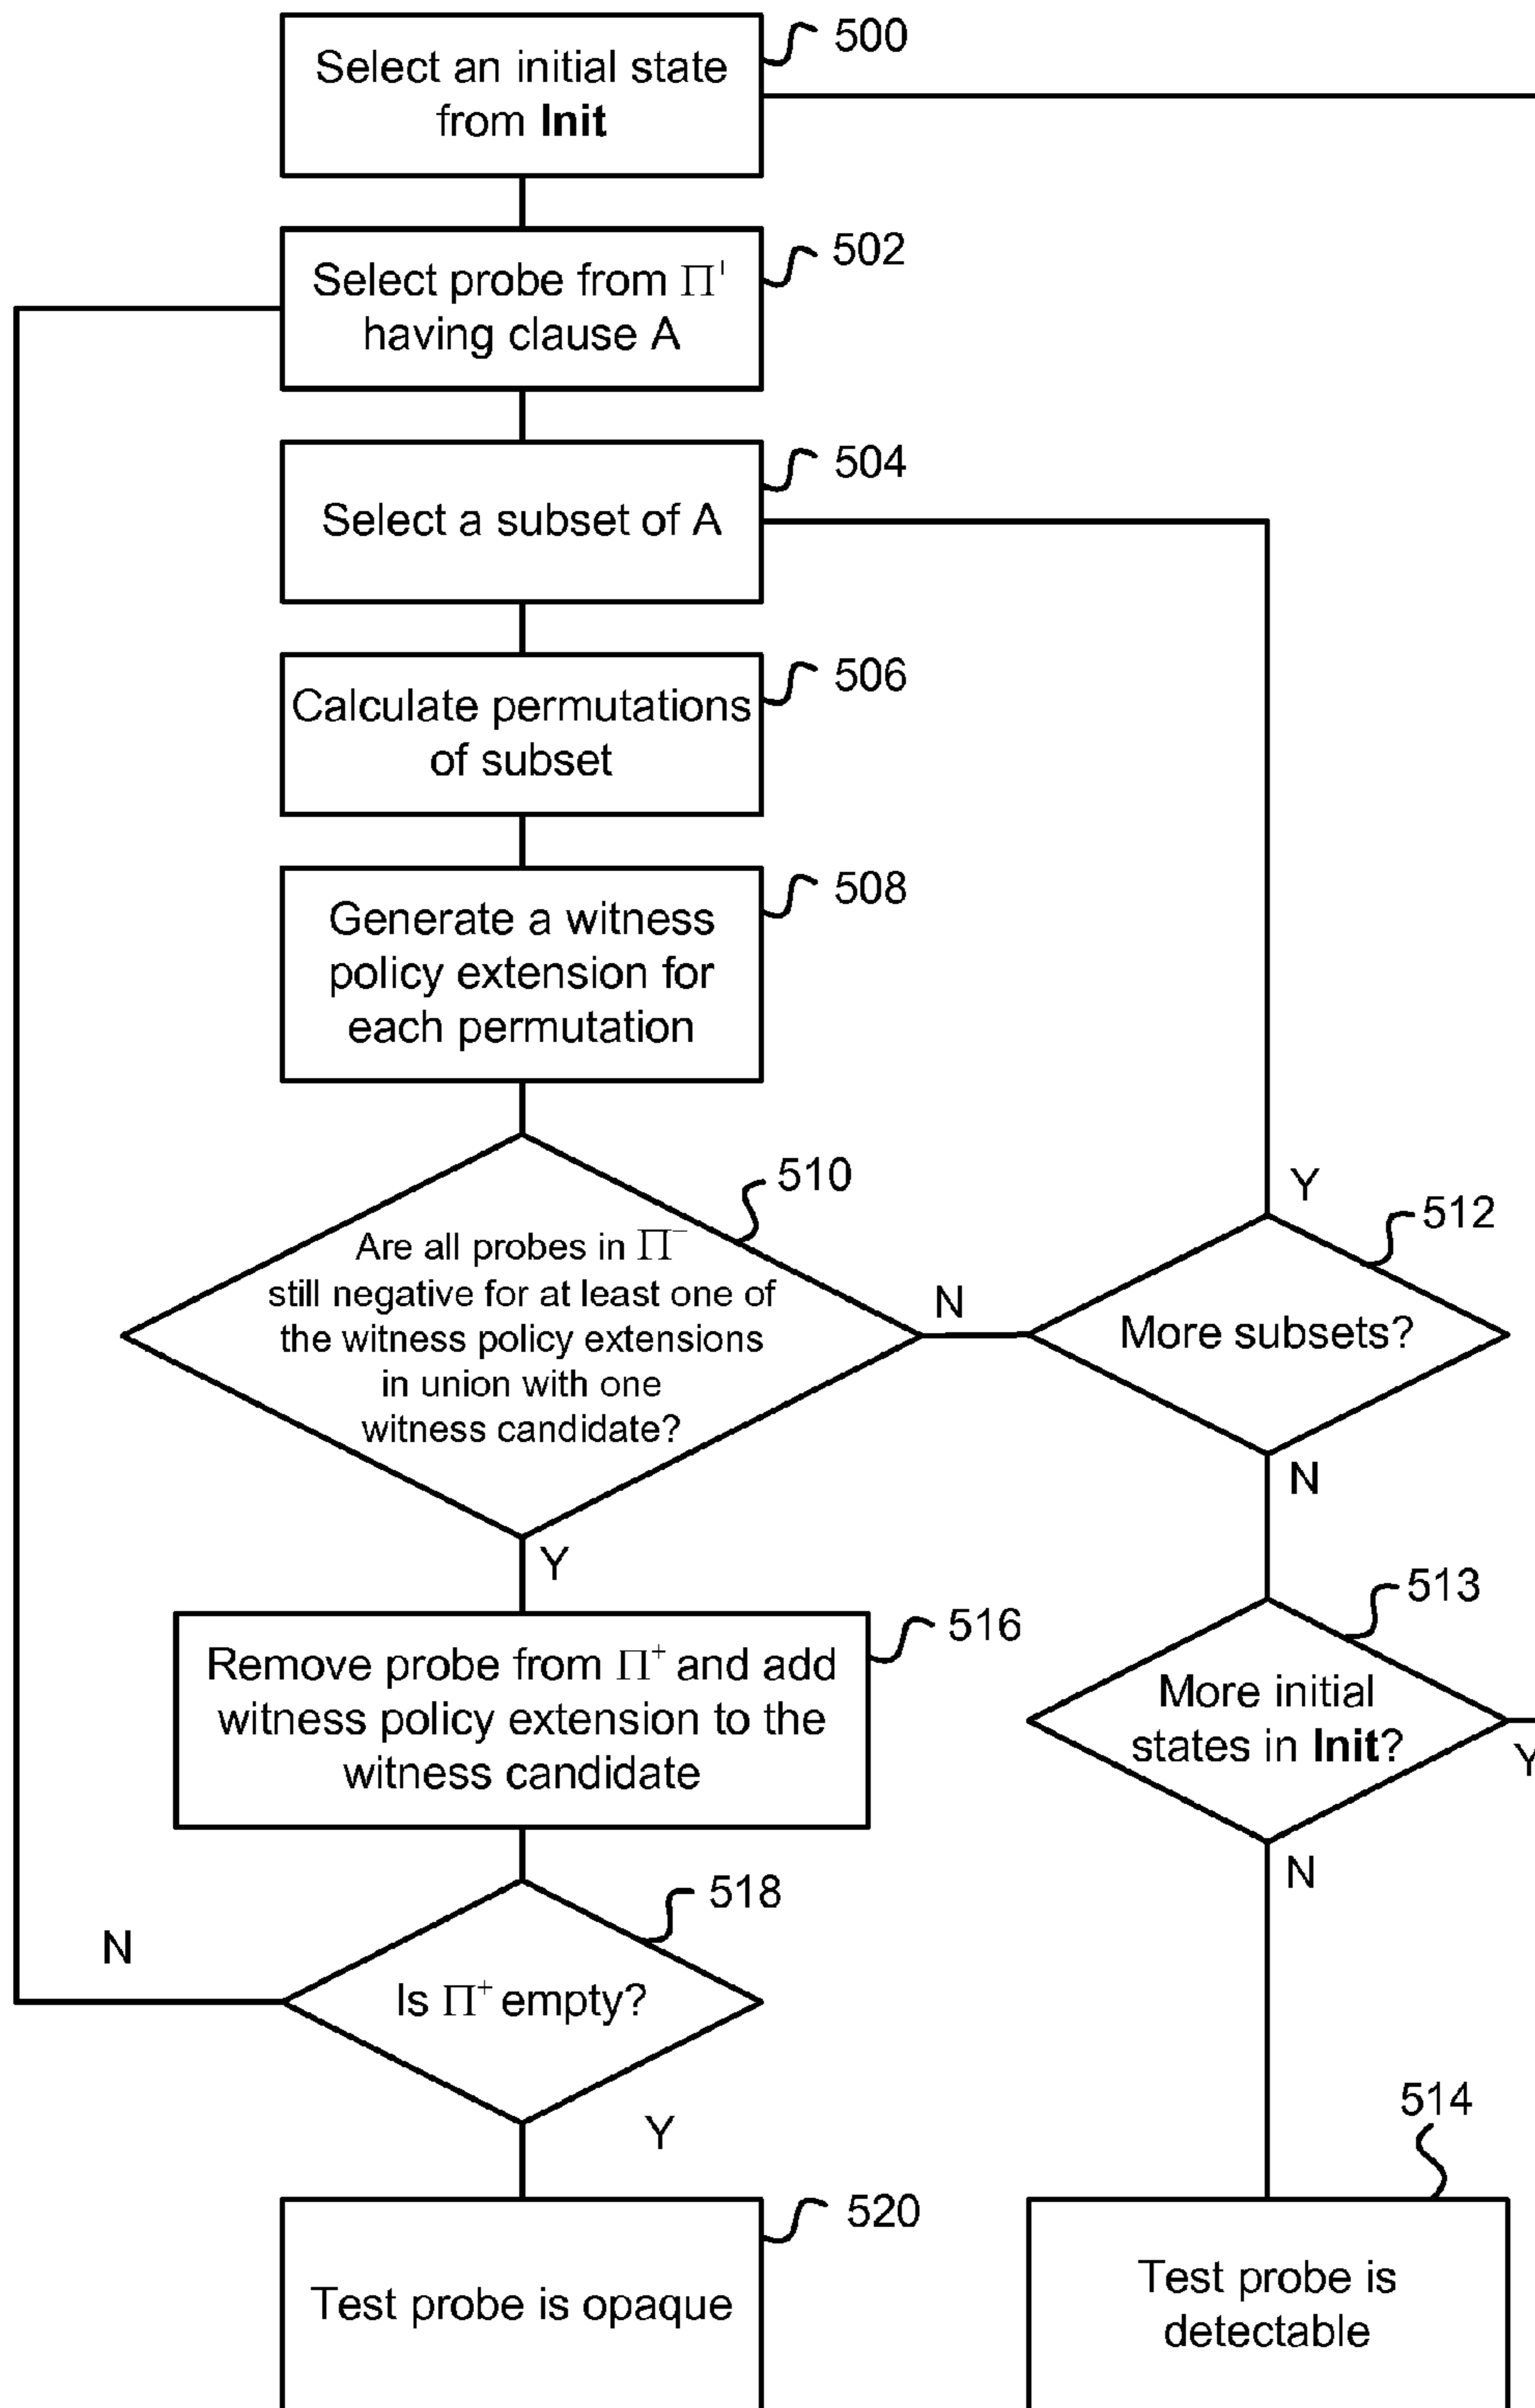 500
Select an initial state
from Init
502
Select probe from Π'
having clause A
504
Select a subset of A
506
Calculate permutations
of subset
508
Generate a witness
policy extension for
each permutation
510
Are all probes in Π⁻
still negative for at least one of
the witness policy extensions
in union with one
witness candidate?
N
Y
512
More subsets?
Y
N
513
More initial
states in Init?
Y
N
516
Remove probe from Π⁺ and add
witness policy extension to the
witness candidate
518
Is Π⁺ empty?
N
Y
514
Test probe is
detectable
520
Test probe is opaque